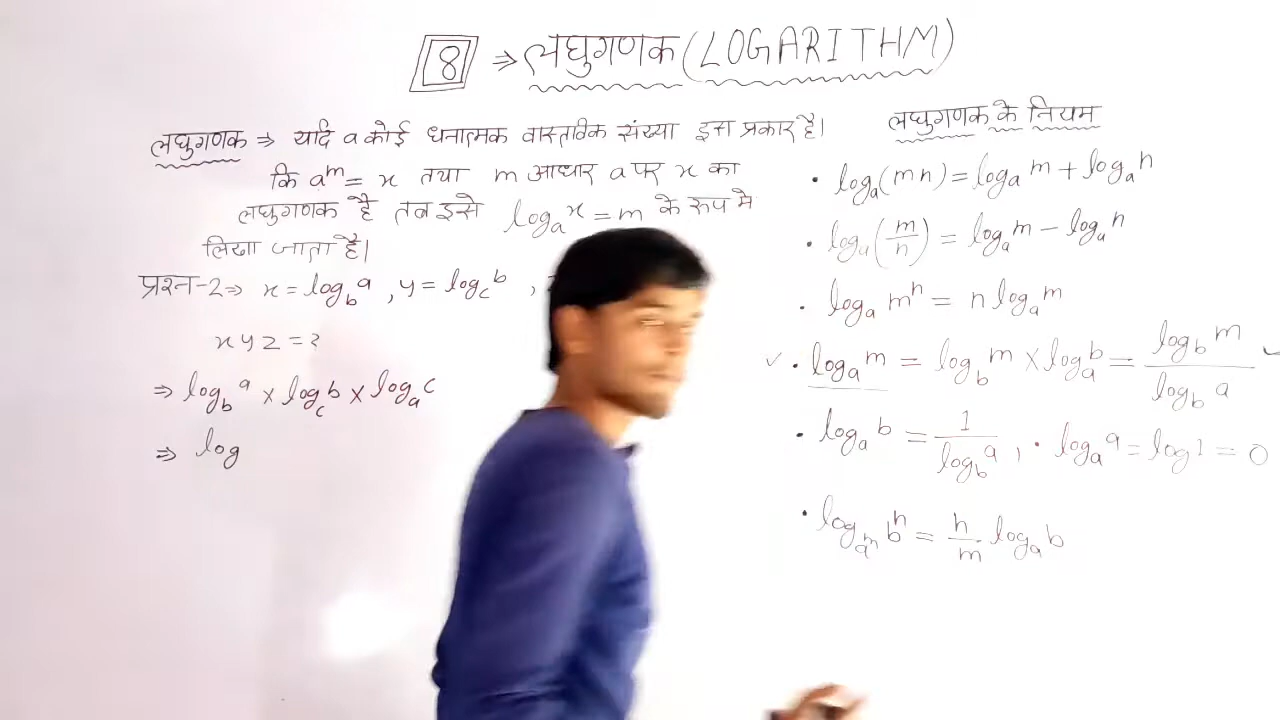 8 ⇒ लघुगणक (LOGARITHM)
लघुगणक ⇒ यदि a कोई धनात्मक वास्तविक संख्या इस प्रकार है।
कि a^m = x तथा m आधार a पर x का
लघुगणक है तब इसे log_a x = m के रूप मे
लिखा जाता है।
प्रश्न-2⇒ x = log_b a , y = log_c b ,
x y z = ?
⇒ log_b a × log_c b × log_a c
⇒ log
लघुगणक के नियम
• log_a (mn) = log_a m + log_a n
• log_a (m/n) = log_a m − log_a n
• log_a m^n = n log_a m
✓ • log_a m = log_b m × log_a b = log_b m / log_b a ✓
• log_a b = 1 / log_b a , • log_a a = log 1 = 0
• log_{a^m} b^n = n/m log_a b